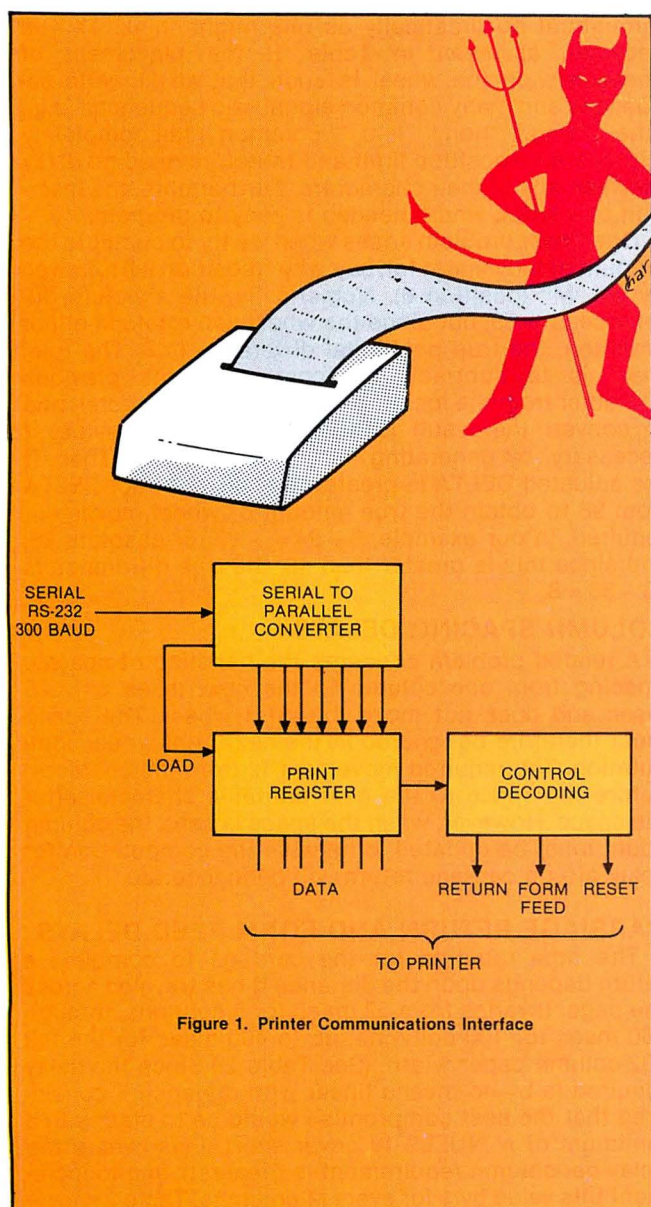 SERIAL
RS-232
300 BAUD
SERIAL TO
PARALLEL
CONVERTER
LOAD
PRINT
REGISTER
CONTROL
DECODING
DATA
RETURN
FORM
FEED
RESET
TO PRINTER
Figure 1. Printer Communications Interface